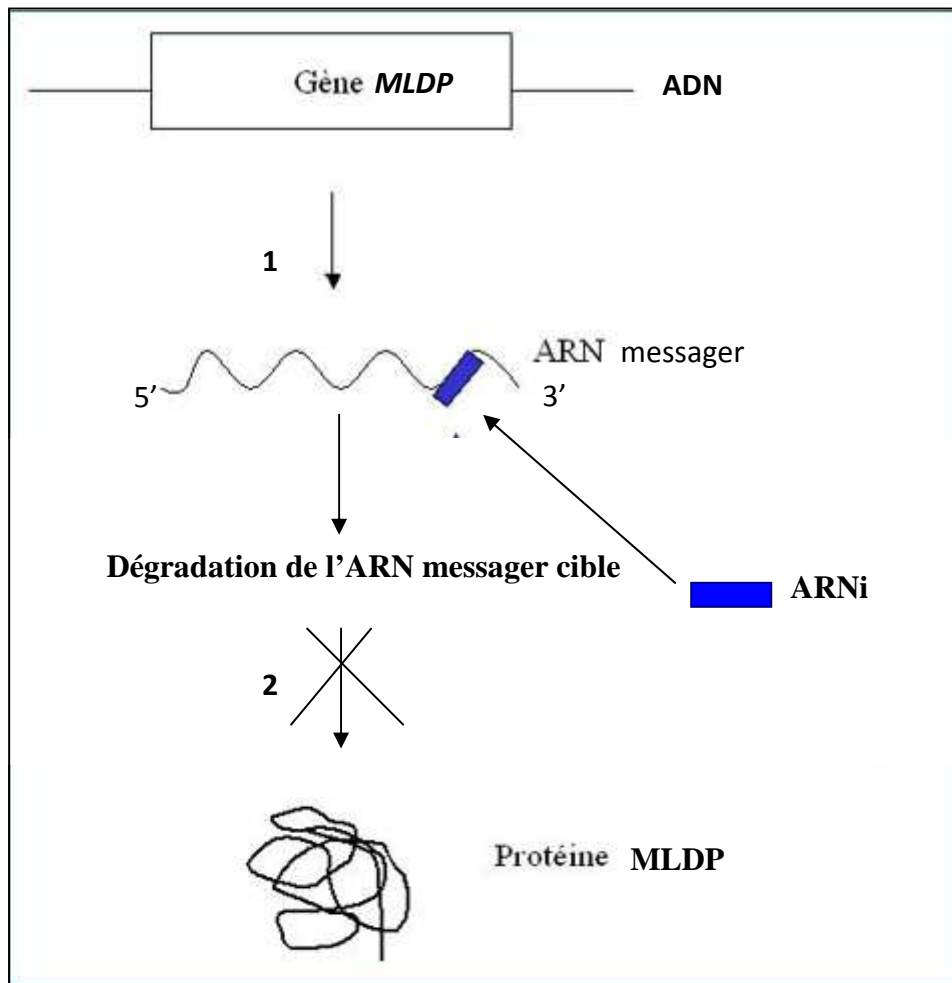 Gène MLDP
ADN
1
ARN messager
5’
3’
Dégradation de l’ARN messager cible
ARNi
2
Protéine MLDP